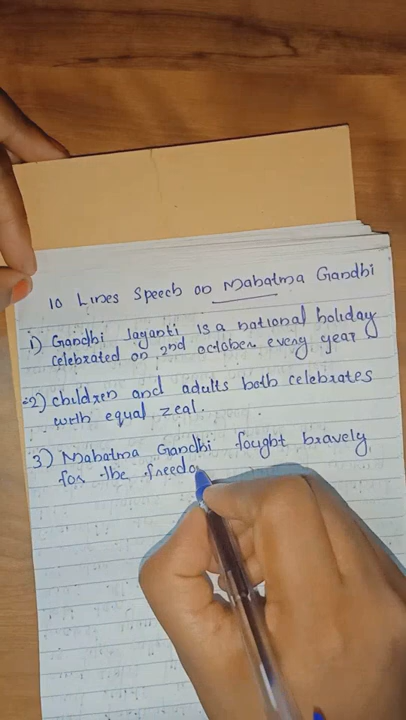 10 Lines Speech on Mahatma Gandhi
1) Gandhi Jayanti is a national holiday
celebrated on 2nd october every year
2) children and adults both celebrates
with equal zeal.
3) Mahatma Gandhi fought bravely
for the freedo